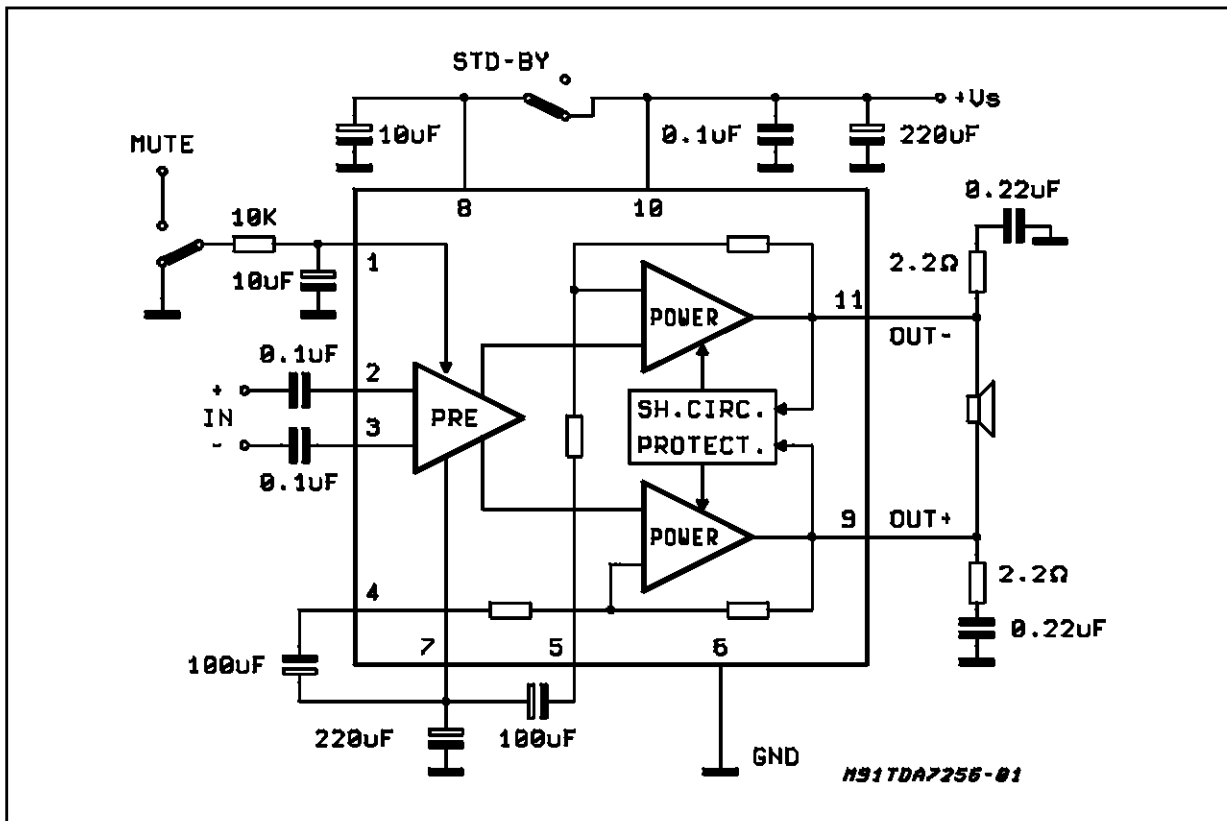 STD-BY
+Vs
10uF
0.1uF
220uF
MUTE
0.22uF
8
10
10K
1
2.2Ω
10uF
11
POWER
OUT-
0.1uF
2
+
IN
PRE
SH.CIRC.
PROTECT.
3
-
0.1uF
9
OUT+
POWER
2.2Ω
4
0.22uF
7
5
6
100uF
220uF
100uF
GND
M91TDA7256-01